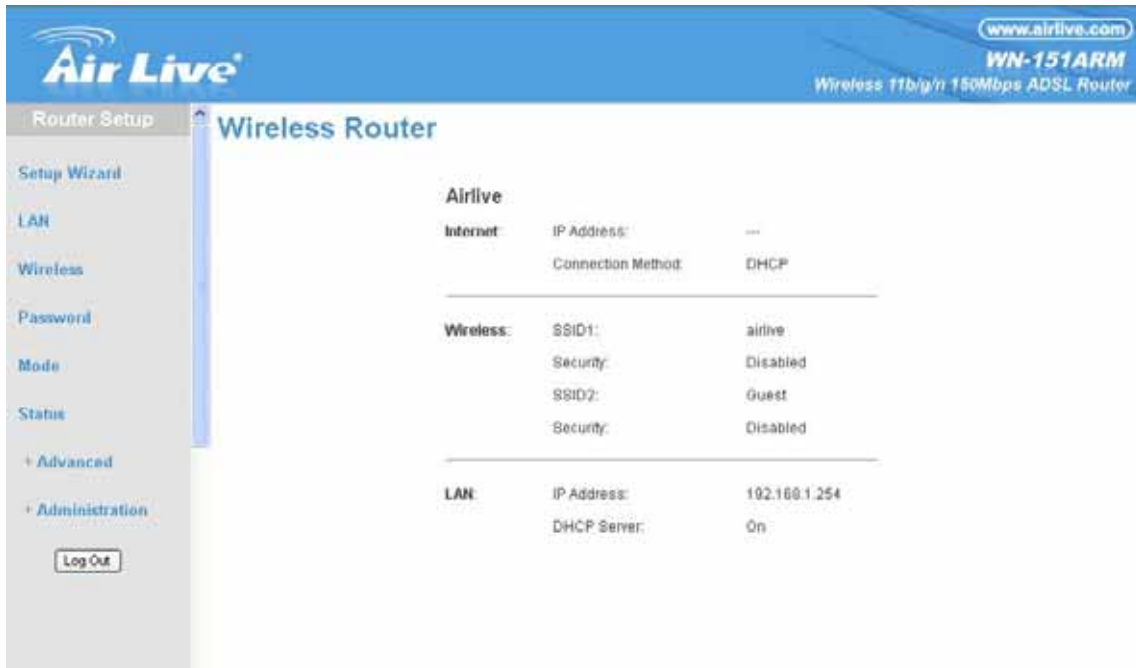 Air Live®
www.airlive.com
WN-151ARM
Wireless 11b/g/n 150Mbps ADSL Router
Router Setup
Setup Wizard
LAN
Wireless
Password
Mode
Status
+ Advanced
+ Administration
Log Out
Wireless Router
Airlive
Internet: IP Address: ---
Connection Method: DHCP
Wireless: SSID1: airlive
Security: Disabled
SSID2: Guest
Security: Disabled
LAN: IP Address: 192.168.1.254
DHCP Server: On